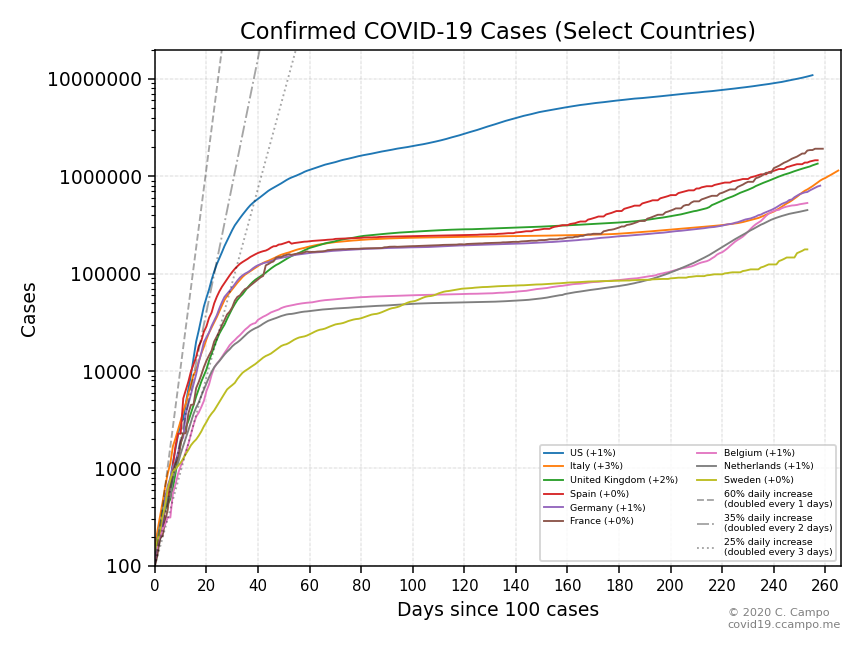 Confirmed COVID-19 Cases (Select Countries)
10000000
1000000
100000
10000
1000
100
Cases
0 20 40 60 80 100 120 140 160 180 200 220 240 260
Days since 100 cases
US (+1%)
Italy (+3%)
United Kingdom (+2%)
Spain (+0%)
Germany (+1%)
France (+0%)
Belgium (+1%)
Netherlands (+1%)
Sweden (+0%)
60% daily increase
(doubled every 1 days)
35% daily increase
(doubled every 2 days)
25% daily increase
(doubled every 3 days)
© 2020 C. Campo
covid19.ccampo.me